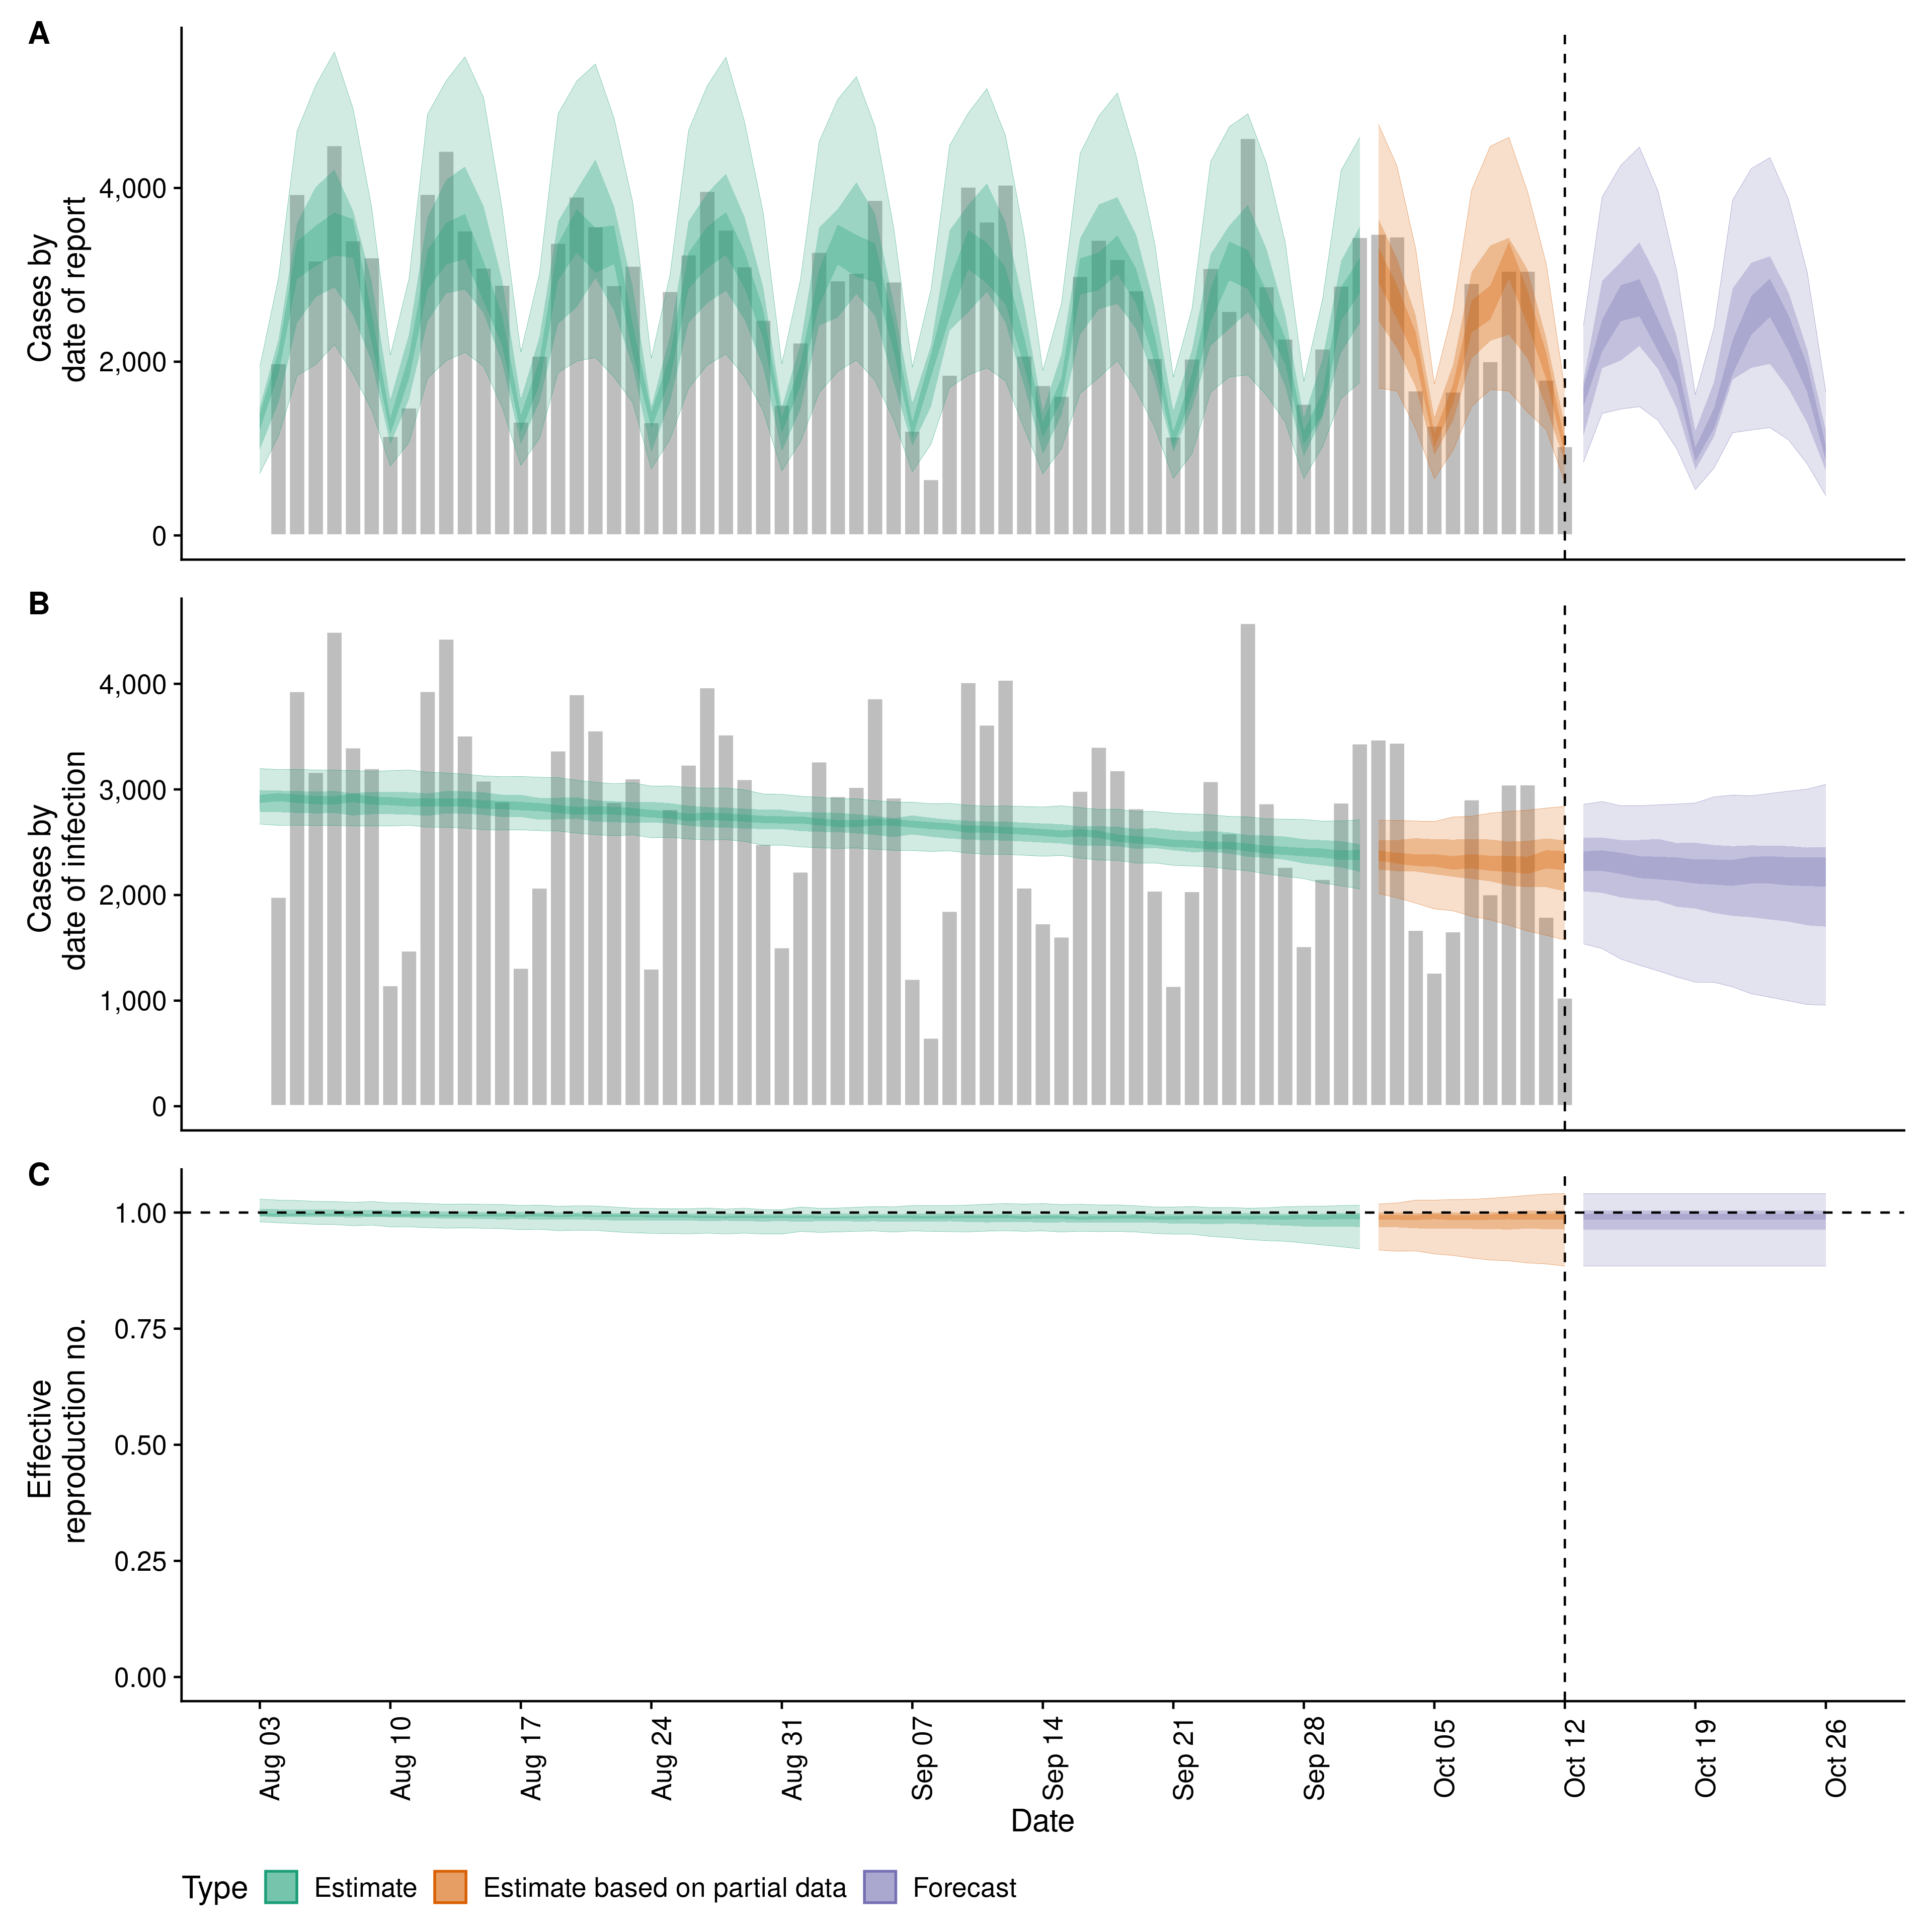 A
Cases by
date of report
4,000
2,000
0
B
Cases by
date of infection
4,000
3,000
2,000
1,000
0
C
Effective
reproduction no.
1.00
0.75
0.50
0.25
0.00
Aug 03
Aug 10
Aug 17
Aug 24
Aug 31
Sep 07
Sep 14
Sep 21
Sep 28
Oct 05
Oct 12
Oct 19
Oct 26
Date
Type Estimate Estimate based on partial data Forecast